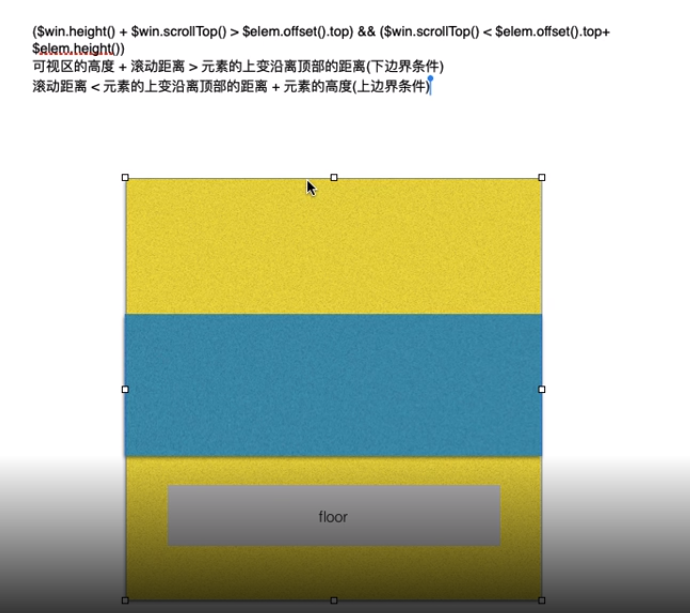 ($win.height() + $win.scrollTop() > $elem.offset().top) && ($win.scrollTop() < $elem.offset().top+
$elem.height())
可视区的高度 + 滚动距离 > 元素的上变沿离顶部的距离(下边界条件)
滚动距离 < 元素的上变沿离顶部的距离 + 元素的高度(上边界条件)
floor